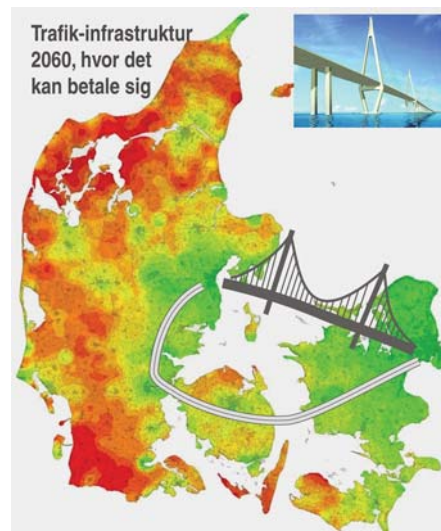 Trafik-infrastruktur
2060, hvor det
kan betale sig